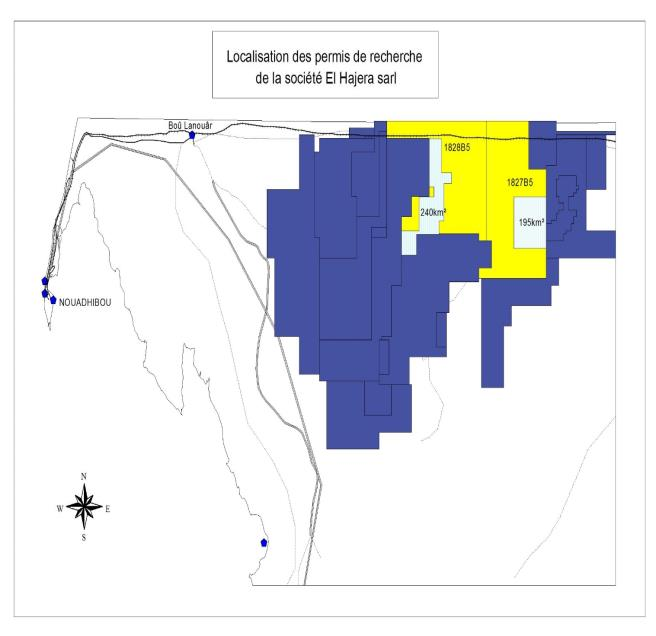 Localisation des permis de recherche
de la société El Hajera sarl
Boû Lanouâr
1828B5
1827B5
240km²
195km²
NOUADHIBOU
N
W
E
S